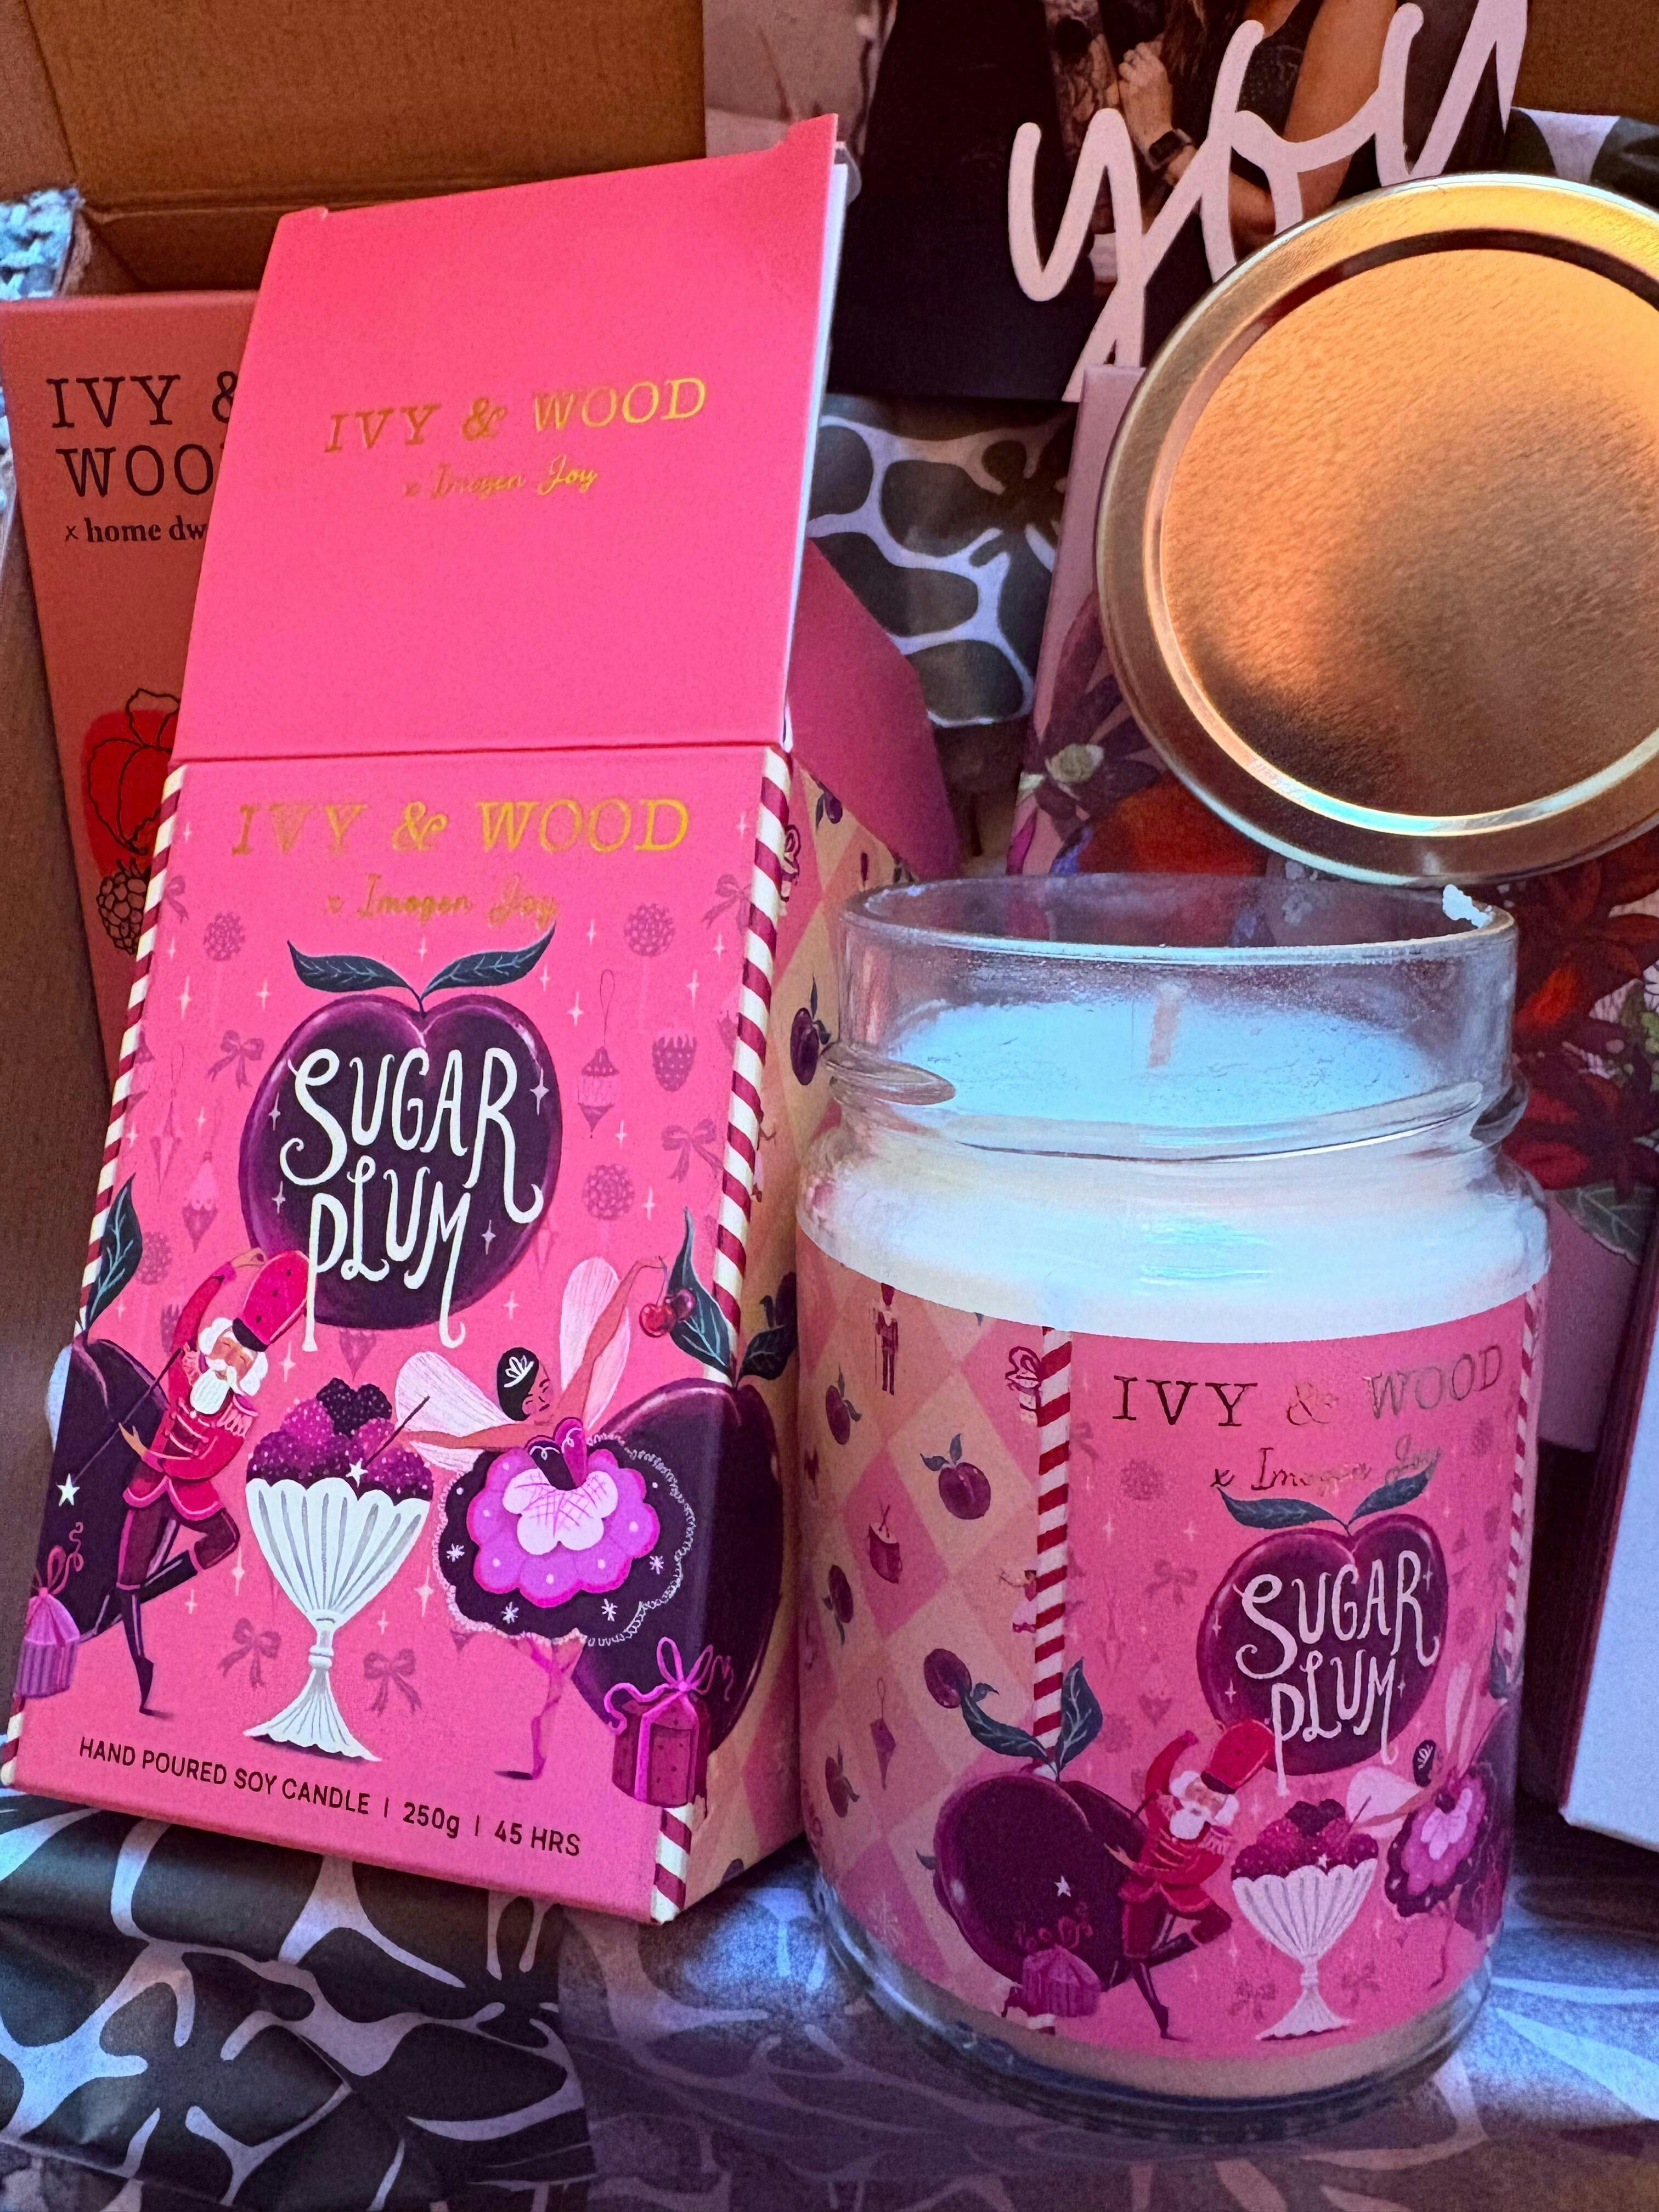 you
IVY &
WOO
x home dw
IVY & WOOD
x Imogen Joy
IVY & WOOD
x Imogen Joy
SUGAR
PLUM
HAND POURED SOY CANDLE | 250g | 45 HRS
IVY & WOOD
x Imogen Joy
SUGAR
PLUM